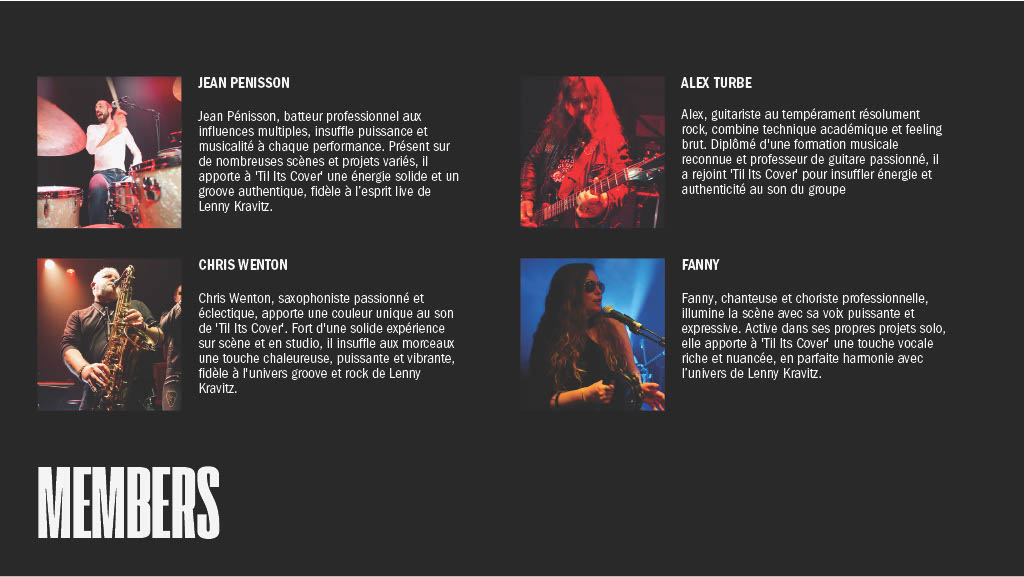 JEAN PENISSON
Jean Pénisson, batteur professionnel aux
influences multiples, insuffle puissance et
musicalité à chaque performance. Présent sur
de nombreuses scènes et projets variés, il
apporte à 'Til Its Cover' une énergie solide et un
groove authentique, fidèle à l’esprit live de
Lenny Kravitz.
ALEX TURBE
Alex, guitariste au tempérament résolument
rock, combine technique académique et feeling
brut. Diplômé d'une formation musicale
reconnue et professeur de guitare passionné, il
a rejoint 'Til Its Cover' pour insuffler énergie et
authenticité au son du groupe
CHRIS WENTON
Chris Wenton, saxophoniste passionné et
éclectique, apporte une couleur unique au son
de 'Til Its Cover'. Fort d'une solide expérience
sur scène et en studio, il insuffle aux morceaux
une touche chaleureuse, puissante et vibrante,
fidèle à l'univers groove et rock de Lenny
Kravitz.
FANNY
Fanny, chanteuse et choriste professionnelle,
illumine la scène avec sa voix puissante et
expressive. Active dans ses propres projets solo,
elle apporte à 'Til Its Cover' une touche vocale
riche et nuancée, en parfaite harmonie avec
l’univers de Lenny Kravitz.
MEMBERS